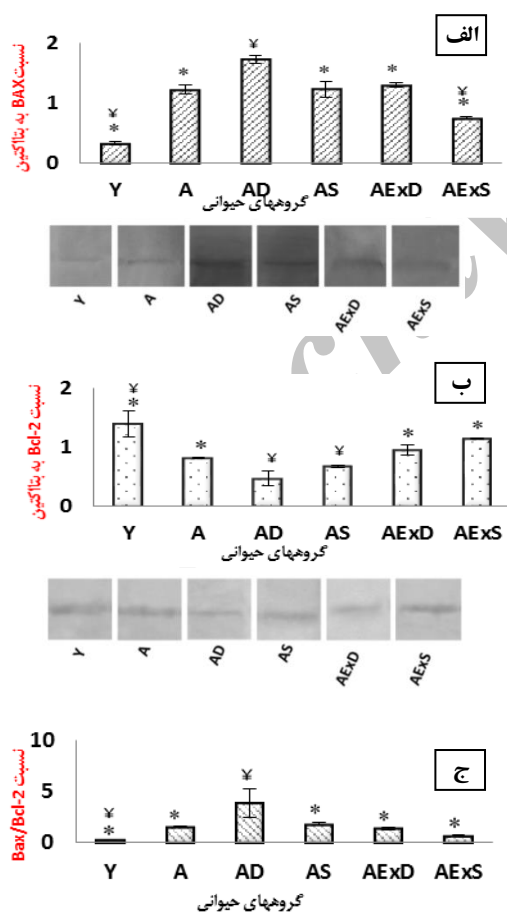 الف
نسبت BAX به بتااکتین
2
1
0
¥ * * ¥ * * ¥ *
Y A AD AS AExD AExS
گروههای حیوانی
Y A AD AS AExD AExS
ب
نسبت Bcl-2 به بتااکتین
2
1
0
¥ * * ¥ ¥ * *
Y A AD AS AExD AExS
گروههای حیوانی
Y A AD AS AExD AExS
ج
نسبت Bax/Bcl-2
10
5
0
¥ * * ¥ * * *
Y A AD AS AExD AExS
گروههای حیوانی